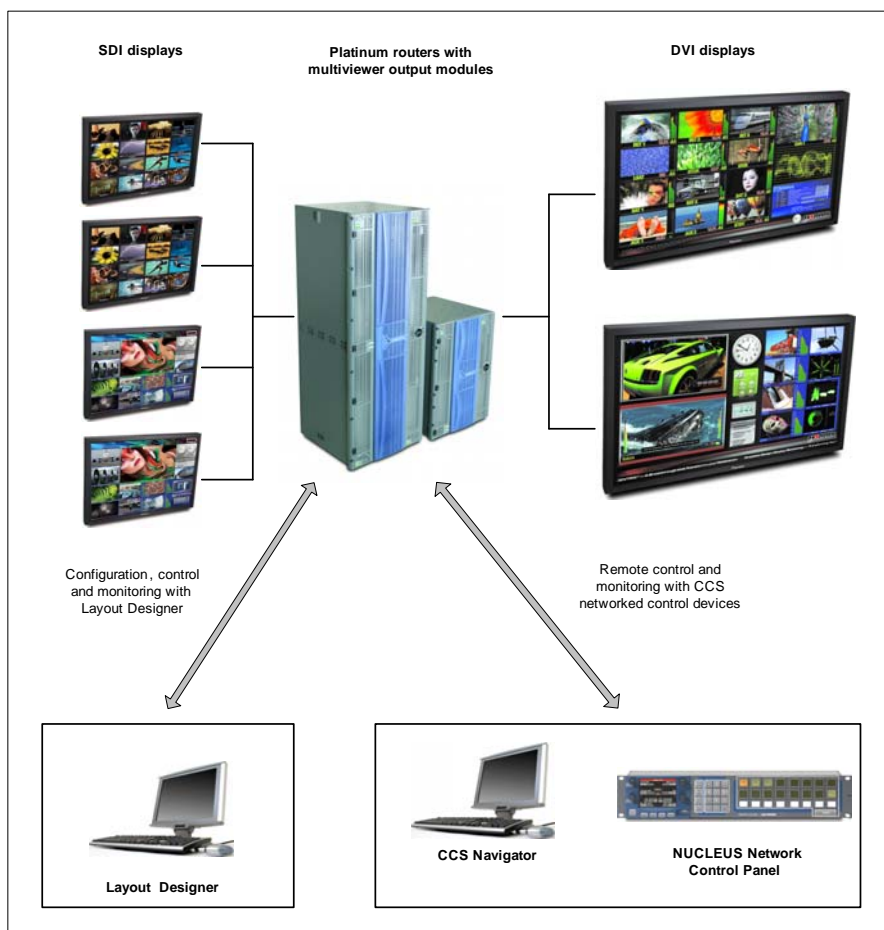 SDI displays
Platinum routers with
multiviewer output modules
DVI displays
Configuration, control
and monitoring with
Layout Designer
Remote control and
monitoring with CCS
networked control devices
Layout Designer
CCS Navigator
NUCLEUS Network
Control Panel